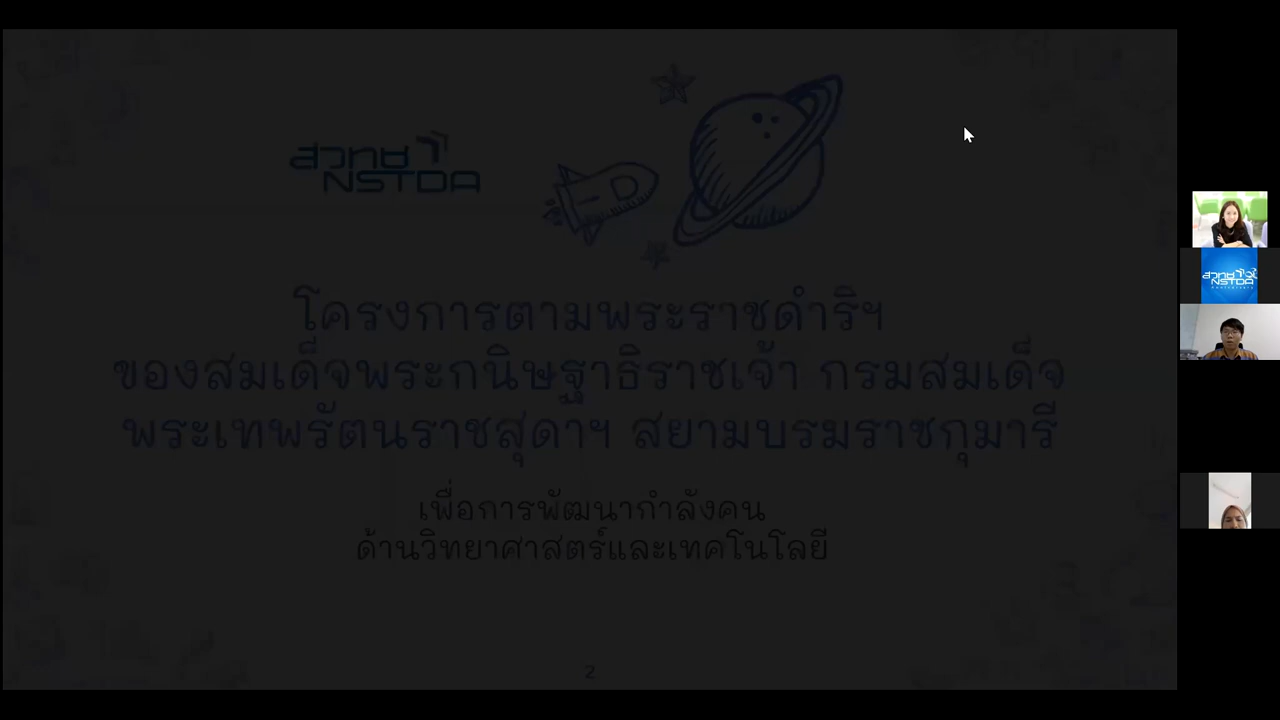 สวทช
NSTDA
โครงการตามพระราชดำริฯ
ของสมเด็จพระกนิษฐาธิราชเจ้า กรมสมเด็จ
พระเทพรัตนราชสุดาฯ สยามบรมราชกุมารี
เพื่อการพัฒนากำลังคน
ด้านวิทยาศาสตร์และเทคโนโลยี
2
สวทช
NSTDA